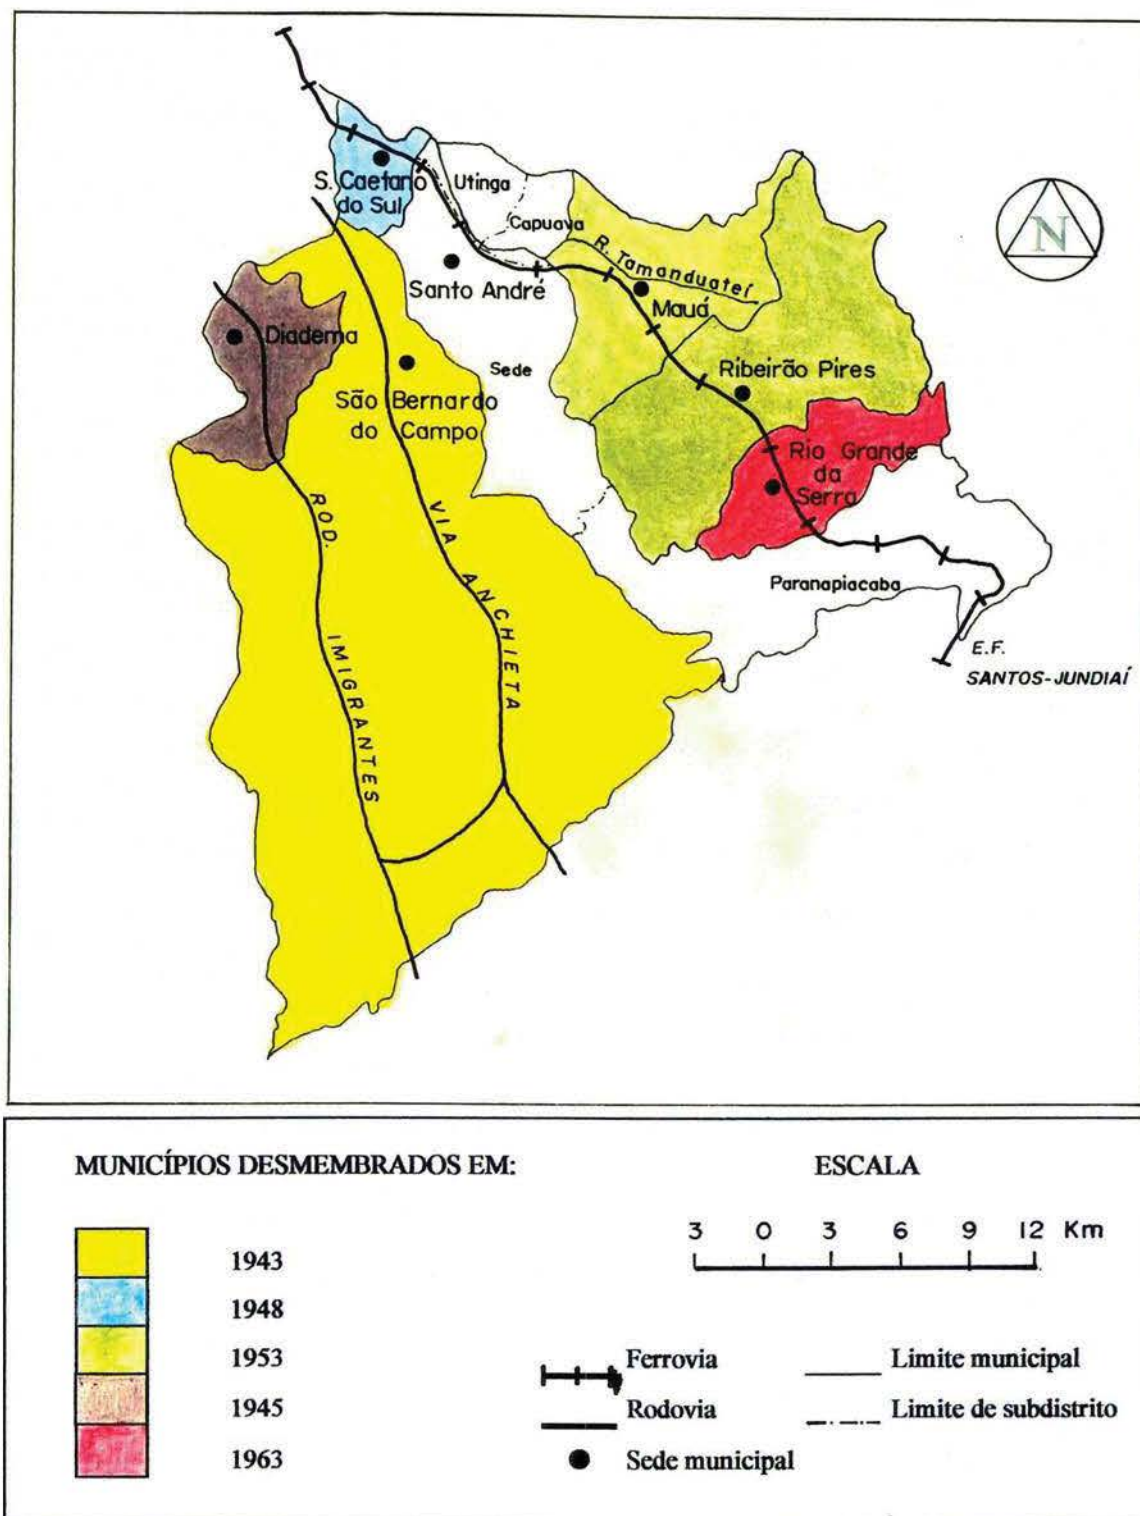 S. Caetano
do Sul
Utinga
Capuava
N
R. Tamanduateí
Santo André
Mauá
Diadema
Sede
Ribeirão Pires
São Bernardo
do Campo
Rio Grande
da
Serra
ROD. IMIGRANTES
VIA ANCHIETA
Paranapiacaba
E.F.
SANTOS-JUNDIAÍ
MUNICÍPIOS DESMEMBRADOS EM:
1943
1948
1953
1945
1963
ESCALA
3 0 3 6 9 12 Km
Ferrovia
Rodovia
Sede municipal
Limite municipal
Limite de subdistrito